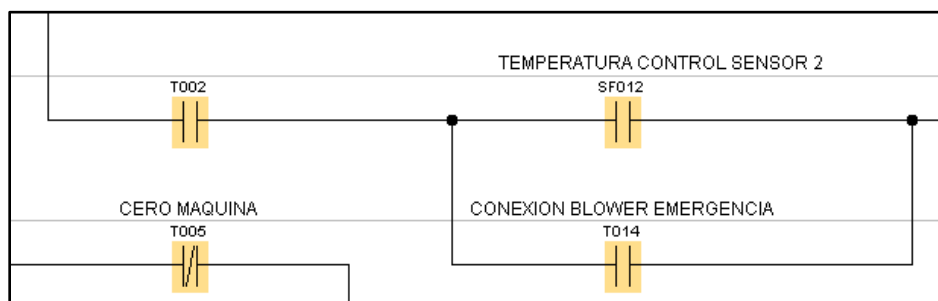 TEMPERATURA CONTROL SENSOR 2
T002
SF012
CERO MAQUINA
CONEXION BLOWER EMERGENCIA
T005
T014